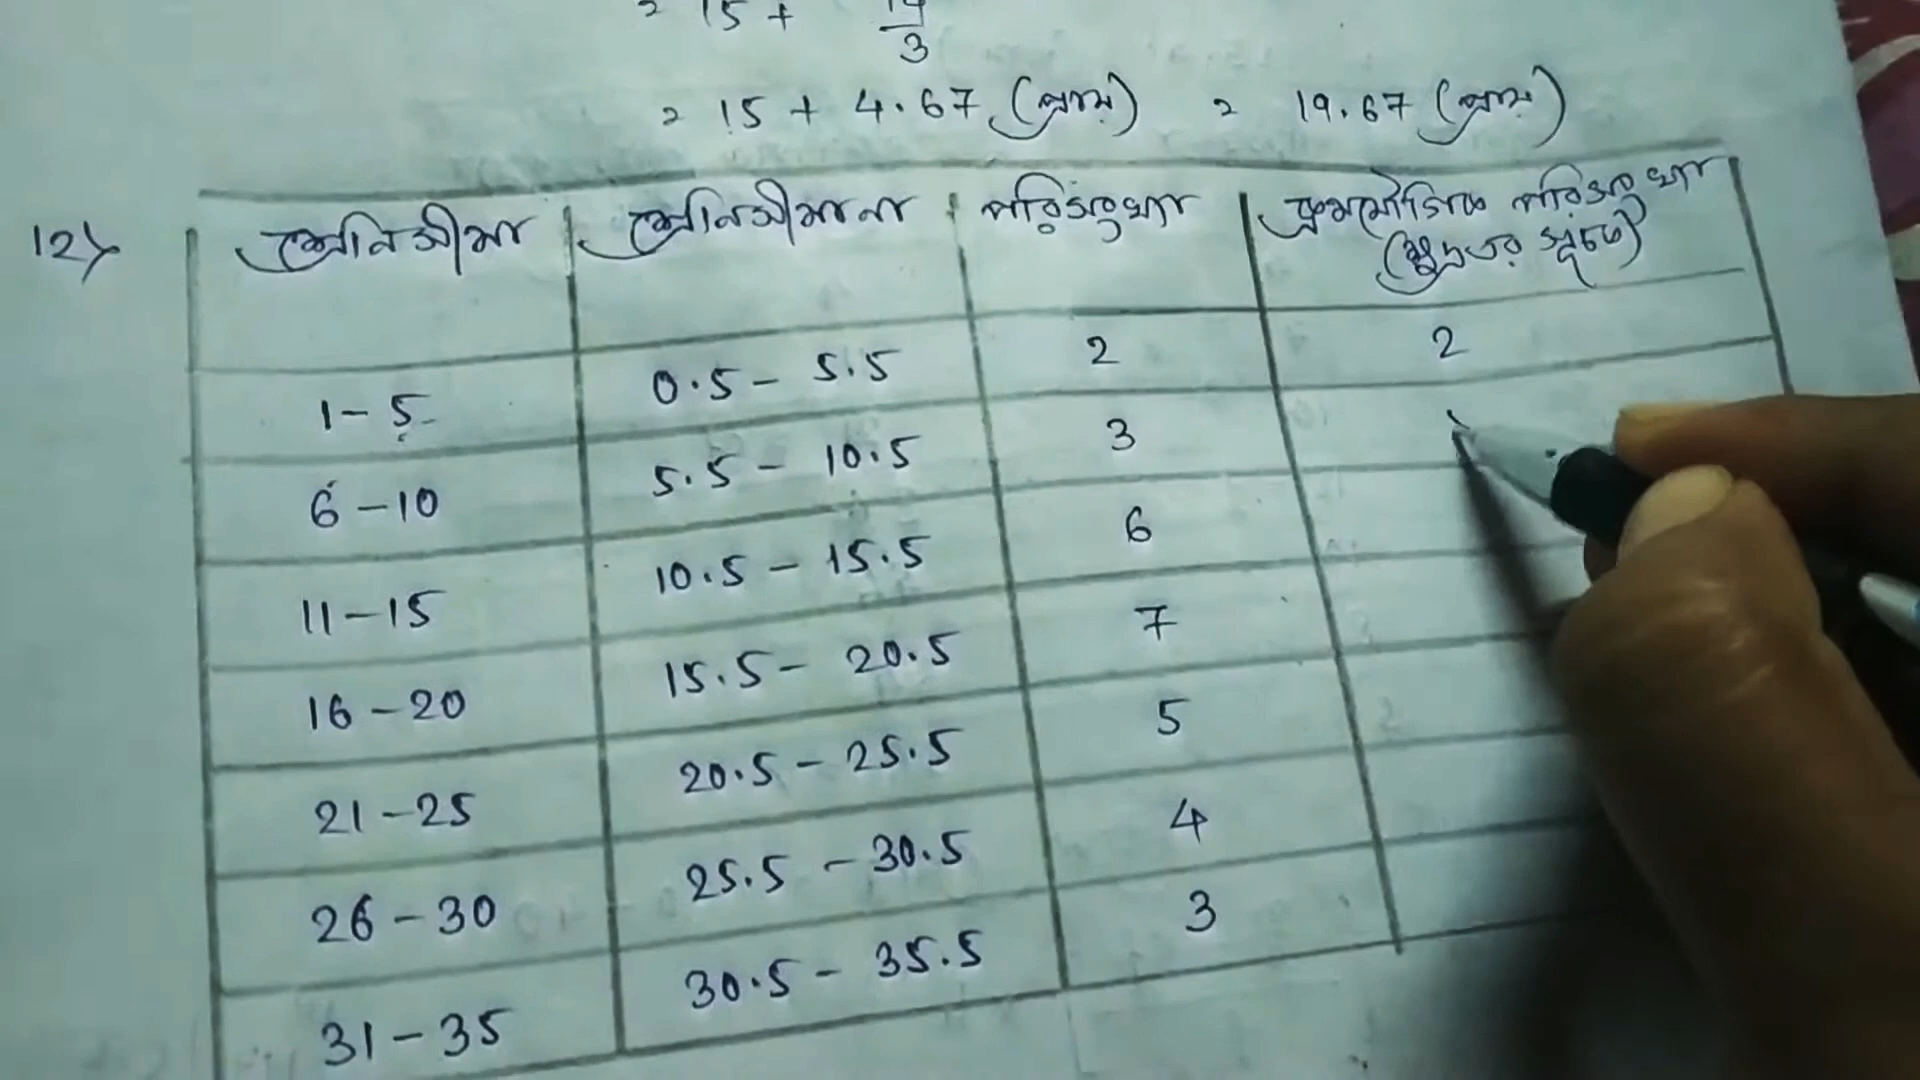 = 15 + 14/3
= 15 + 4.67 (প্রায়) = 19.67 (প্রায়)
12) শ্রেনিসীমা শ্রেনিসীমানা পরিসংখ্যা ক্রমযৌগিক পরিসংখ্যা
(ক্ষুদ্রতর সূচক)
1 - 5 0.5 - 5.5 2 2
6 - 10 5.5 - 10.5 3
11 - 15 10.5 - 15.5 6
16 - 20 15.5 - 20.5 7
21 - 25 20.5 - 25.5 5
26 - 30 25.5 - 30.5 4
31 - 35 30.5 - 35.5 3